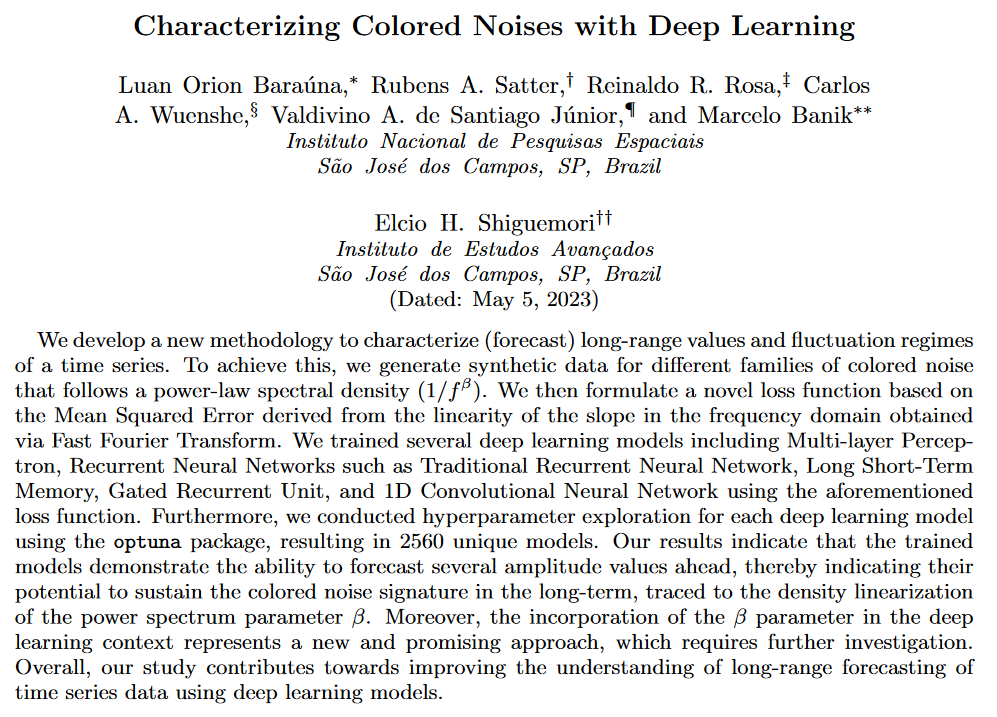 Characterizing Colored Noises with Deep Learning
Luan Orion Baraúna,* Rubens A. Satter,† Reinaldo R. Rosa,‡ Carlos
A. Wuenshe,§ Valdivino A. de Santiago Júnior,¶ and Marcelo Banik**
Instituto Nacional de Pesquisas Espaciais
São José dos Campos, SP, Brazil
Elcio H. Shiguemori††
Instituto de Estudos Avançados
São José dos Campos, SP, Brazil
(Dated: May 5, 2023)
We develop a new methodology to characterize (forecast) long-range values and fluctuation regimes
of a time series. To achieve this, we generate synthetic data for different families of colored noise
that follows a power-law spectral density (1/f^β). We then formulate a novel loss function based on
the Mean Squared Error derived from the linearity of the slope in the frequency domain obtained
via Fast Fourier Transform. We trained several deep learning models including Multi-layer Percep-
tron, Recurrent Neural Networks such as Traditional Recurrent Neural Network, Long Short-Term
Memory, Gated Recurrent Unit, and 1D Convolutional Neural Network using the aforementioned
loss function. Furthermore, we conducted hyperparameter exploration for each deep learning model
using the optuna package, resulting in 2560 unique models. Our results indicate that the trained
models demonstrate the ability to forecast several amplitude values ahead, thereby indicating their
potential to sustain the colored noise signature in the long-term, traced to the density linearization
of the power spectrum parameter β. Moreover, the incorporation of the β parameter in the deep
learning context represents a new and promising approach, which requires further investigation.
Overall, our study contributes towards improving the understanding of long-range forecasting of
time series data using deep learning models.